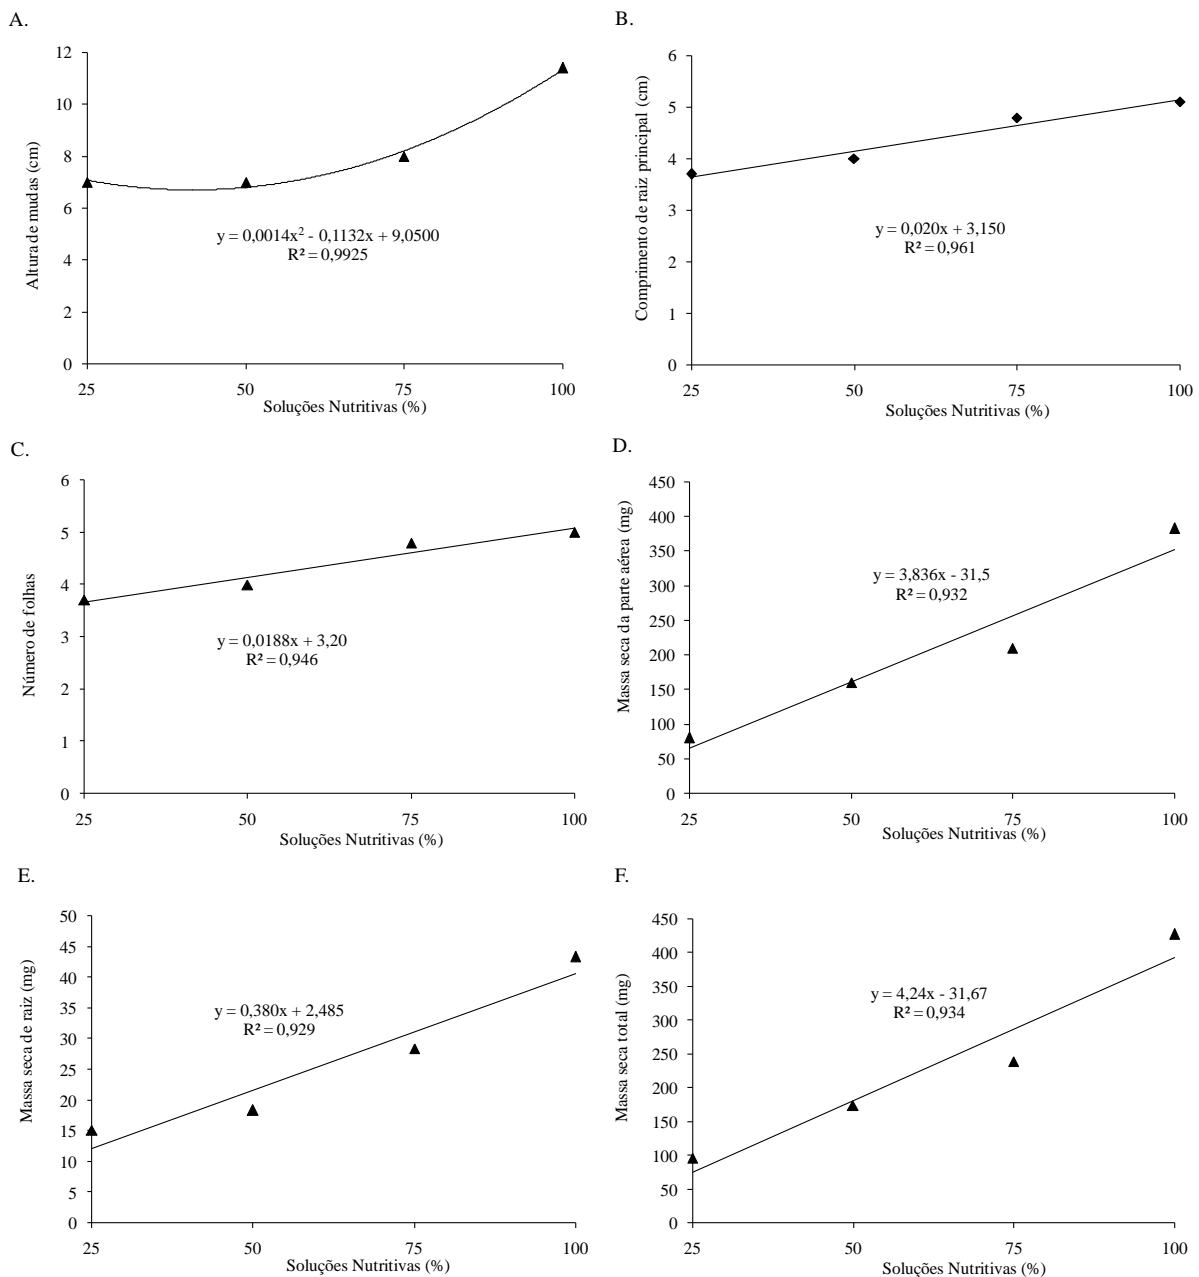 A.
12
10
8
6
4
2
0
Altura de mudas (cm)
y = 0,0014x² - 0,1132x + 9,0500
R² = 0,9925
25 50 75 100
Soluções Nutritivas (%)
B.
6
5
4
3
2
1
0
Comprimento de raiz principal (cm)
y = 0,020x + 3,150
R² = 0,961
25 50 75 100
Soluções Nutritivas (%)
C.
6
5
4
3
2
1
0
Número de folhas
y = 0,0188x + 3,20
R² = 0,946
25 50 75 100
Soluções Nutritivas (%)
D.
450
400
350
300
250
200
150
100
50
0
Massa seca da parte aérea (mg)
y = 3,836x - 31,5
R² = 0,932
25 50 75 100
Soluções Nutritivas (%)
E.
50
45
40
35
30
25
20
15
10
5
0
Massa seca de raiz (mg)
y = 0,380x + 2,485
R² = 0,929
25 50 75 100
Soluções Nutritivas (%)
F.
450
400
350
300
250
200
150
100
50
0
Massa seca total (mg)
y = 4,24x - 31,67
R² = 0,934
25 50 75 100
Soluções Nutritivas (%)